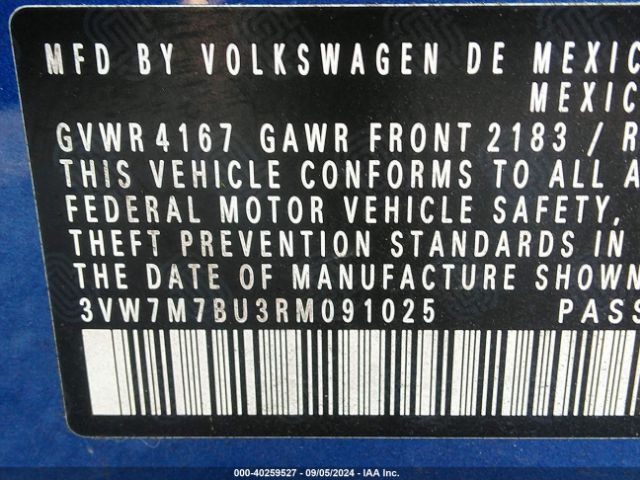 MFD BY VOLKSWAGEN DE MEXIC
MEXIC
GVWR 4167 GAWR FRONT 2183 / R
THIS VEHICLE CONFORMS TO ALL A
FEDERAL MOTOR VEHICLE SAFETY,
THEFT PREVENTION STANDARDS IN
THE DATE OF MANUFACTURE SHOWN
3VW7M7BU3RM091025 PASS
000-40259527 - 09/05/2024 - IAA Inc.